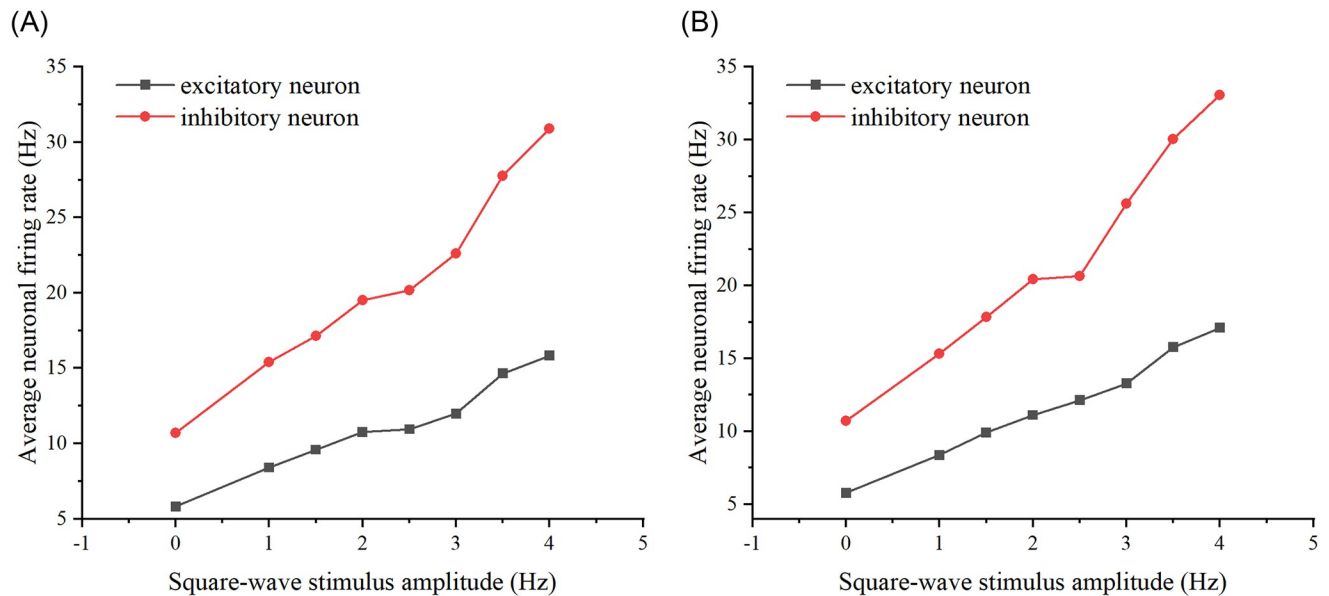 (A)
35
30
25
20
15
10
5
-1 0 1 2 3 4 5
Average neuronal firing rate (Hz)
Square-wave stimulus amplitude (Hz)
excitatory neuron
inhibitory neuron
(B)
35
30
25
20
15
10
5
-1 0 1 2 3 4 5
Average neuronal firing rate (Hz)
Square-wave stimulus amplitude (Hz)
excitatory neuron
inhibitory neuron